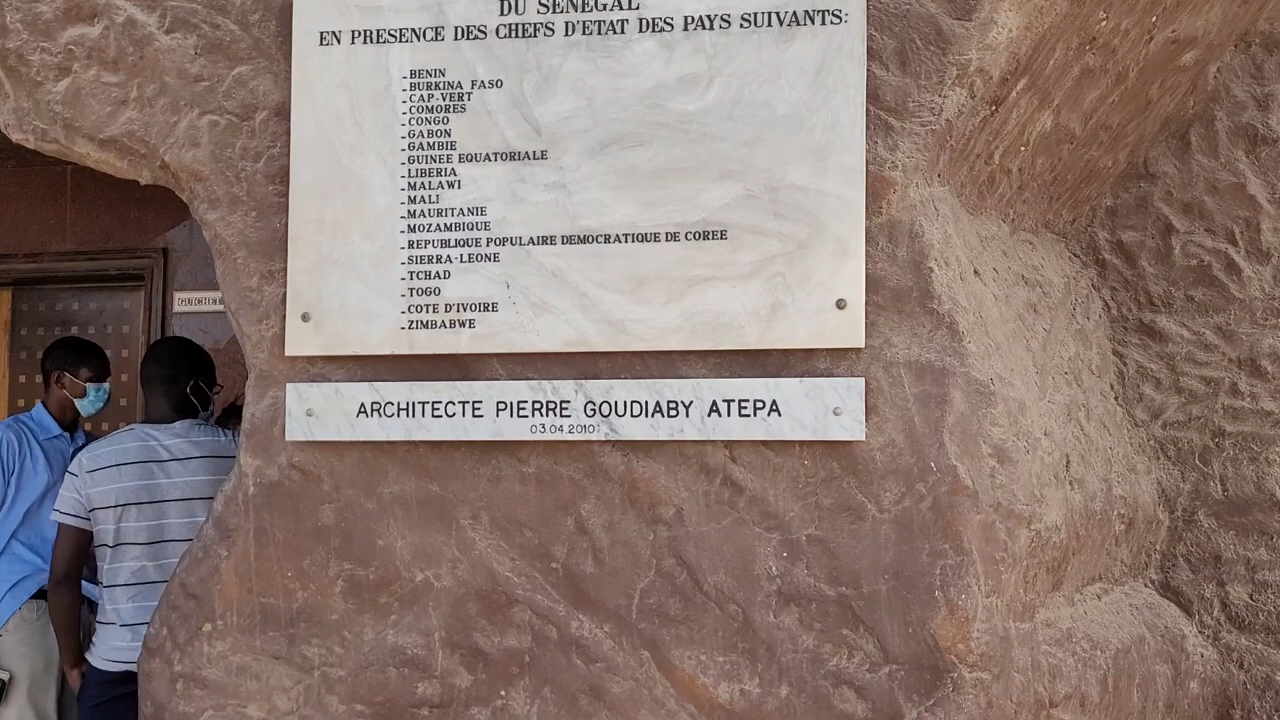 DU SENEGAL
EN PRESENCE DES CHEFS D'ETAT DES PAYS SUIVANTS:
-BENIN
-BURKINA FASO
-CAP-VERT
-COMORES
-CONGO
-GABON
-GAMBIE
-GUINEE EQUATORIALE
-LIBERIA
-MALAWI
-MALI
-MAURITANIE
-MOZAMBIQUE
-REPUBLIQUE POPULAIRE DEMOCRATIQUE DE COREE
-SIERRA-LEONE
-TCHAD
-TOGO
-COTE D'IVOIRE
-ZIMBABWE
GUICHET
ARCHITECTE PIERRE GOUDIABY ATEPA
03.04.2010